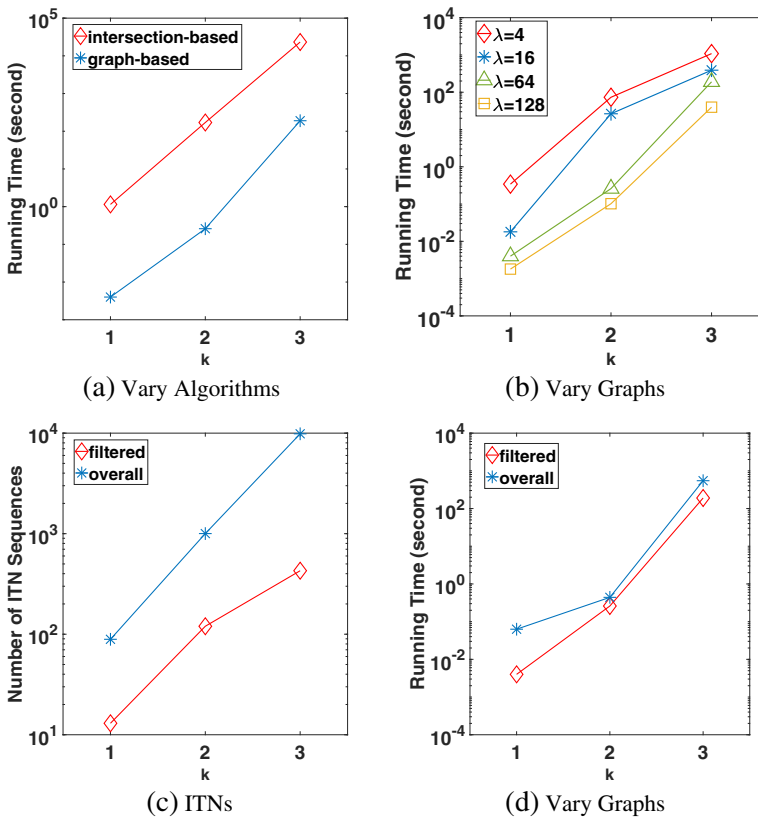 10^5
intersection-based
graph-based
10^0
Running Time (second)
1 2 3
k
(a) Vary Algorithms
10^4
λ=4
λ=16
λ=64
λ=128
10^2
10^0
10^-2
10^-4
Running Time (second)
1 2 3
k
(b) Vary Graphs
10^4
filtered
overall
10^3
10^2
10^1
Number of ITN Sequences
1 2 3
k
(c) ITNs
10^4
filtered
overall
10^2
10^0
10^-2
10^-4
Running Time (second)
1 2 3
k
(d) Vary Graphs